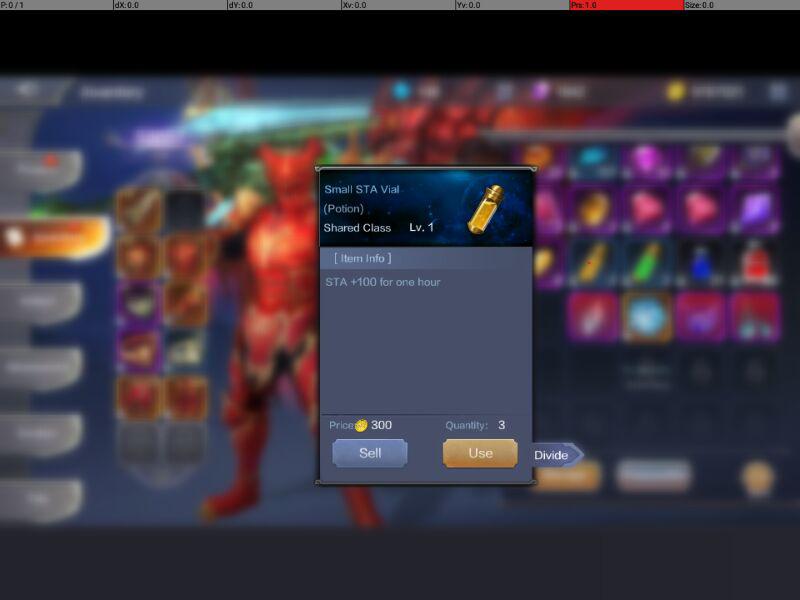 P: 0 / 1 dX: 0.0 dY: 0.0 Xv: 0.0 Yv: 0.0 Prs: 1.0 Size: 0.0
Inventory
Small STA Vial
(Potion)
Shared Class Lv. 1
[ Item Info ]
STA +100 for one hour
Price: 300 Quantity: 3
Sell Use Divide